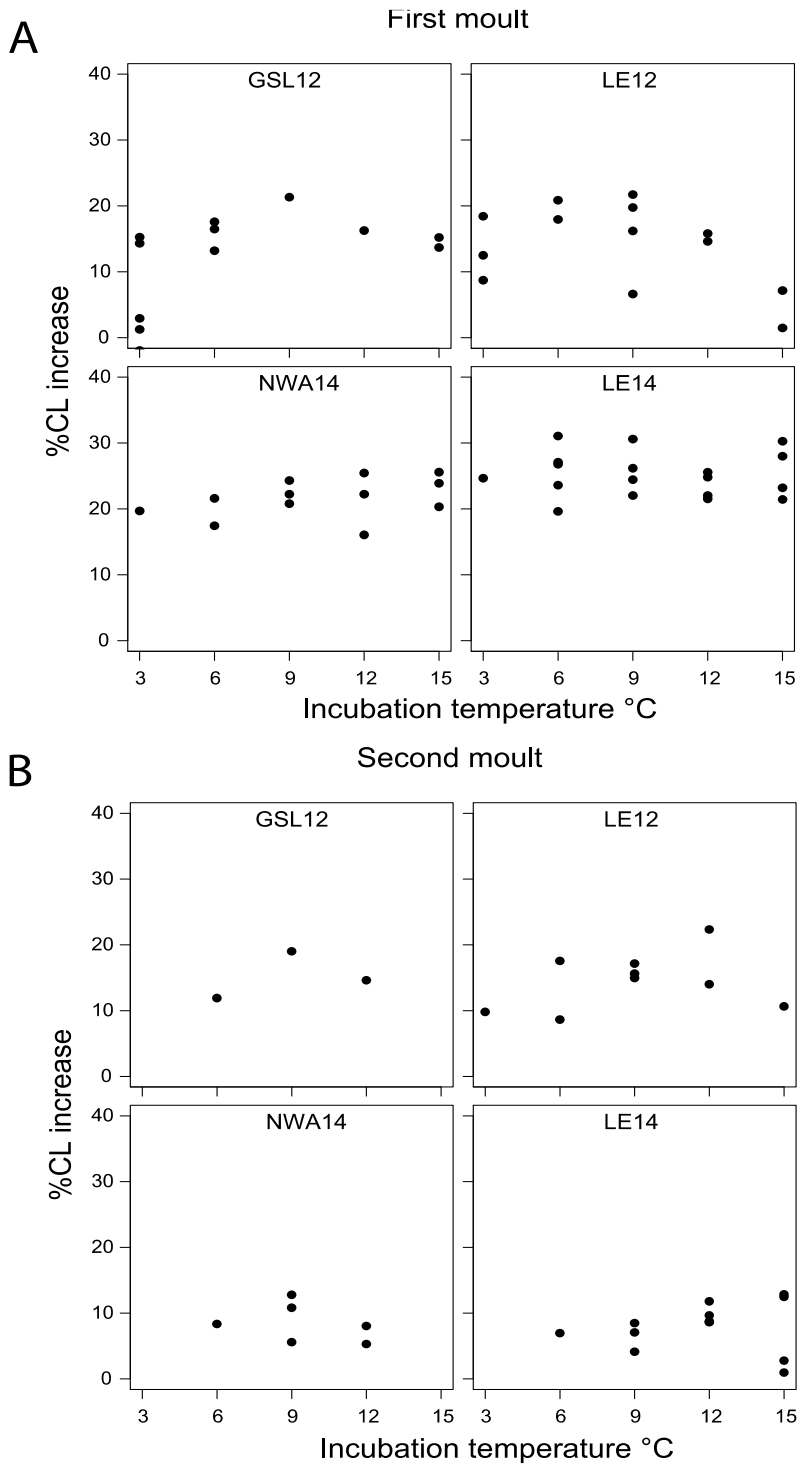 A
First moult
GSL12
LE12
40
30
20
10
0
%CL increase
NWA14
LE14
40
30
20
10
0
3 6 9 12 15 3 6 9 12 15
Incubation temperature °C
B
Second moult
GSL12
LE12
40
30
20
10
0
%CL increase
NWA14
LE14
40
30
20
10
0
3 6 9 12 15 3 6 9 12 15
Incubation temperature °C